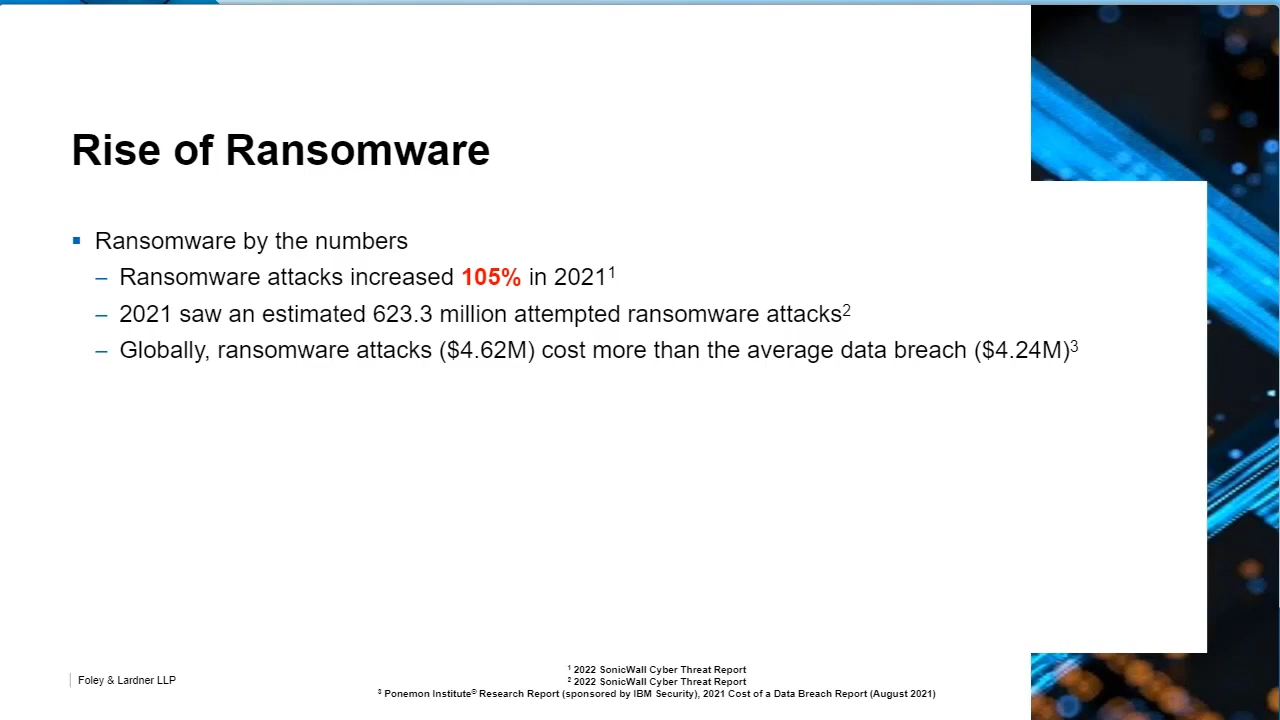 Rise of Ransomware
▪ Ransomware by the numbers
– Ransomware attacks increased 105% in 2021¹
– 2021 saw an estimated 623.3 million attempted ransomware attacks²
– Globally, ransomware attacks ($4.62M) cost more than the average data breach ($4.24M)³
Foley & Lardner LLP
¹ 2022 SonicWall Cyber Threat Report
² 2022 SonicWall Cyber Threat Report
³ Ponemon Institute® Research Report (sponsored by IBM Security), 2021 Cost of a Data Breach Report (August 2021)